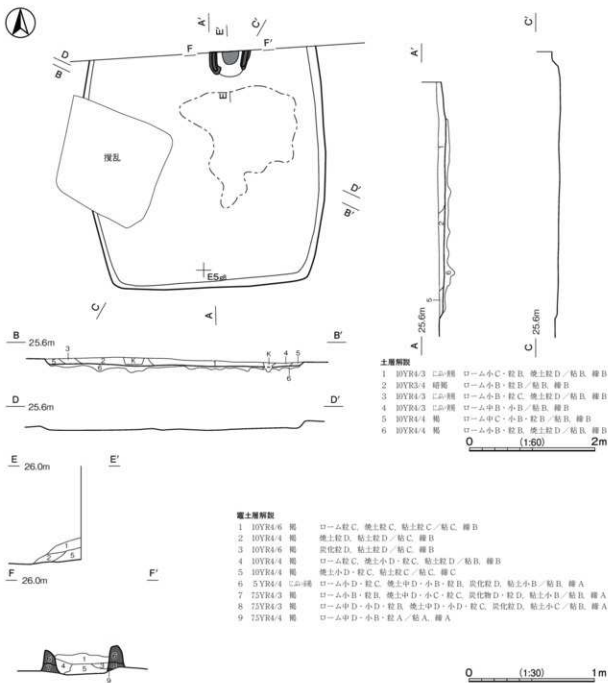 A'
E'
C'
F
F'
D
B
E
撹乱
D'
B'
C
A
A'
C'
A 25.6m
C 25.6m
1
2
5
6
B
25.6m
B'
3
5
2
K
1
K
4
5
6
D
25.6m
D'
土層解説
1 10YR4/3 にぶい黄褐 ローム小C・粒B, 焼土粒D/粘B, 締B
2 10YR3/4 暗褐 ローム小B・粒B/粘B, 締B
3 10YR4/3 にぶい黄褐 ローム小B・粒C, 焼土粒D/粘B, 締B
4 10YR4/3 にぶい黄褐 ローム中B・小B/粘B, 締B
5 10YR4/4 褐 ローム中C・小B・粒B/粘B, 締B
6 10YR4/4 褐 ローム小B・粒B, 焼土粒D/粘B, 締B
0 (1:60) 2m
E
26.0m
E'
1
2
5
F
26.0m
F'
竈土層解説
1 10YR4/6 褐 ローム粒C, 焼土粒C, 粘土粒C/粘C, 締B
2 10YR4/4 褐 焼土粒D, 粘土粒D/粘C, 締B
3 10YR4/6 褐 炭化粒D, 粘土粒D/粘C, 締B
4 10YR4/4 褐 ローム粒C, 焼土小D・粒C, 粘土粒D/粘B, 締B
5 10YR4/4 褐 焼土小D・粒C, 粘土粒C/粘C, 締C
6 5YR4/4 にぶい赤褐 ローム小D・粒C, 焼土中D・小B・粒B, 炭化粒D, 粘土小B/粘B, 締A
7 7.5YR4/3 褐 ローム小B・粒B, 焼土中D・小C・粒C, 炭化物D・粒D, 粘土小B/粘B, 締A
8 7.5YR4/3 褐 ローム中D・小D・粒B, 焼土中D・小D・粒C, 炭化粒D, 粘土小C/粘B, 締A
9 7.5YR4/4 褐 ローム中D・小B・粒A/粘A, 締A
1
4
5
3
9
0 (1:30) 1m